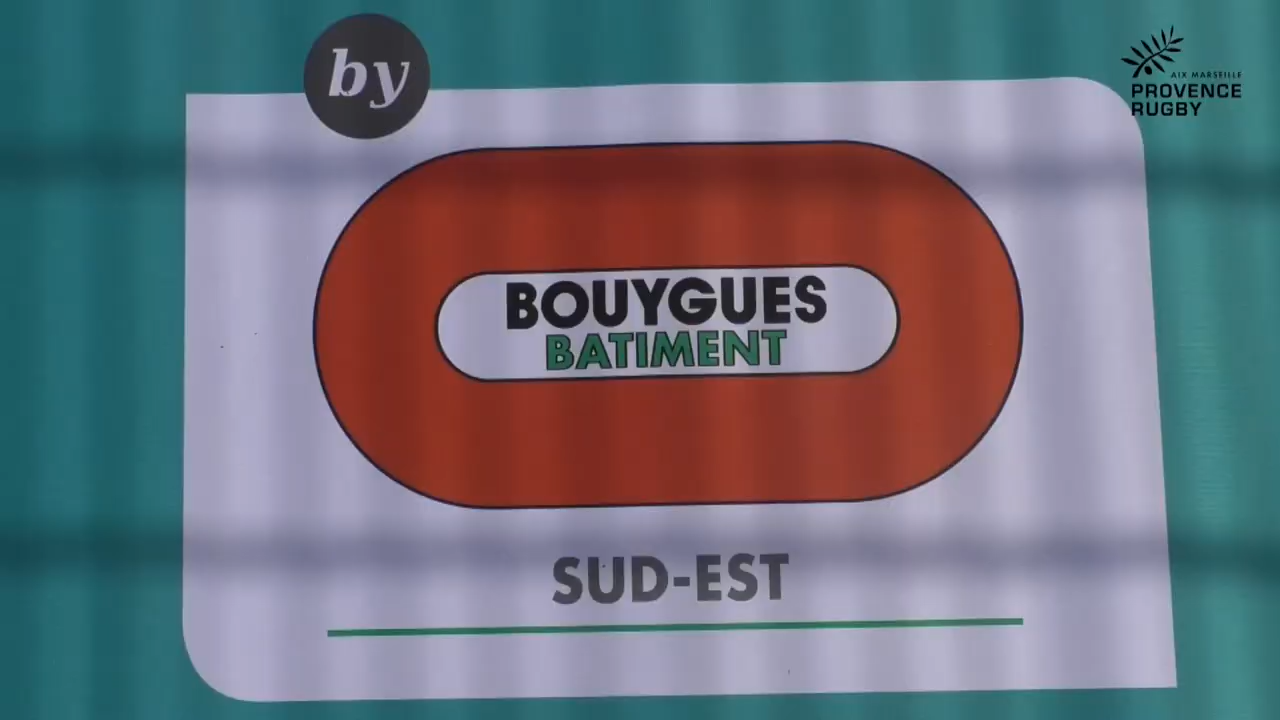 by
AIX MARSEILLE
PROVENCE
RUGBY
BOUYGUES
BATIMENT
SUD-EST